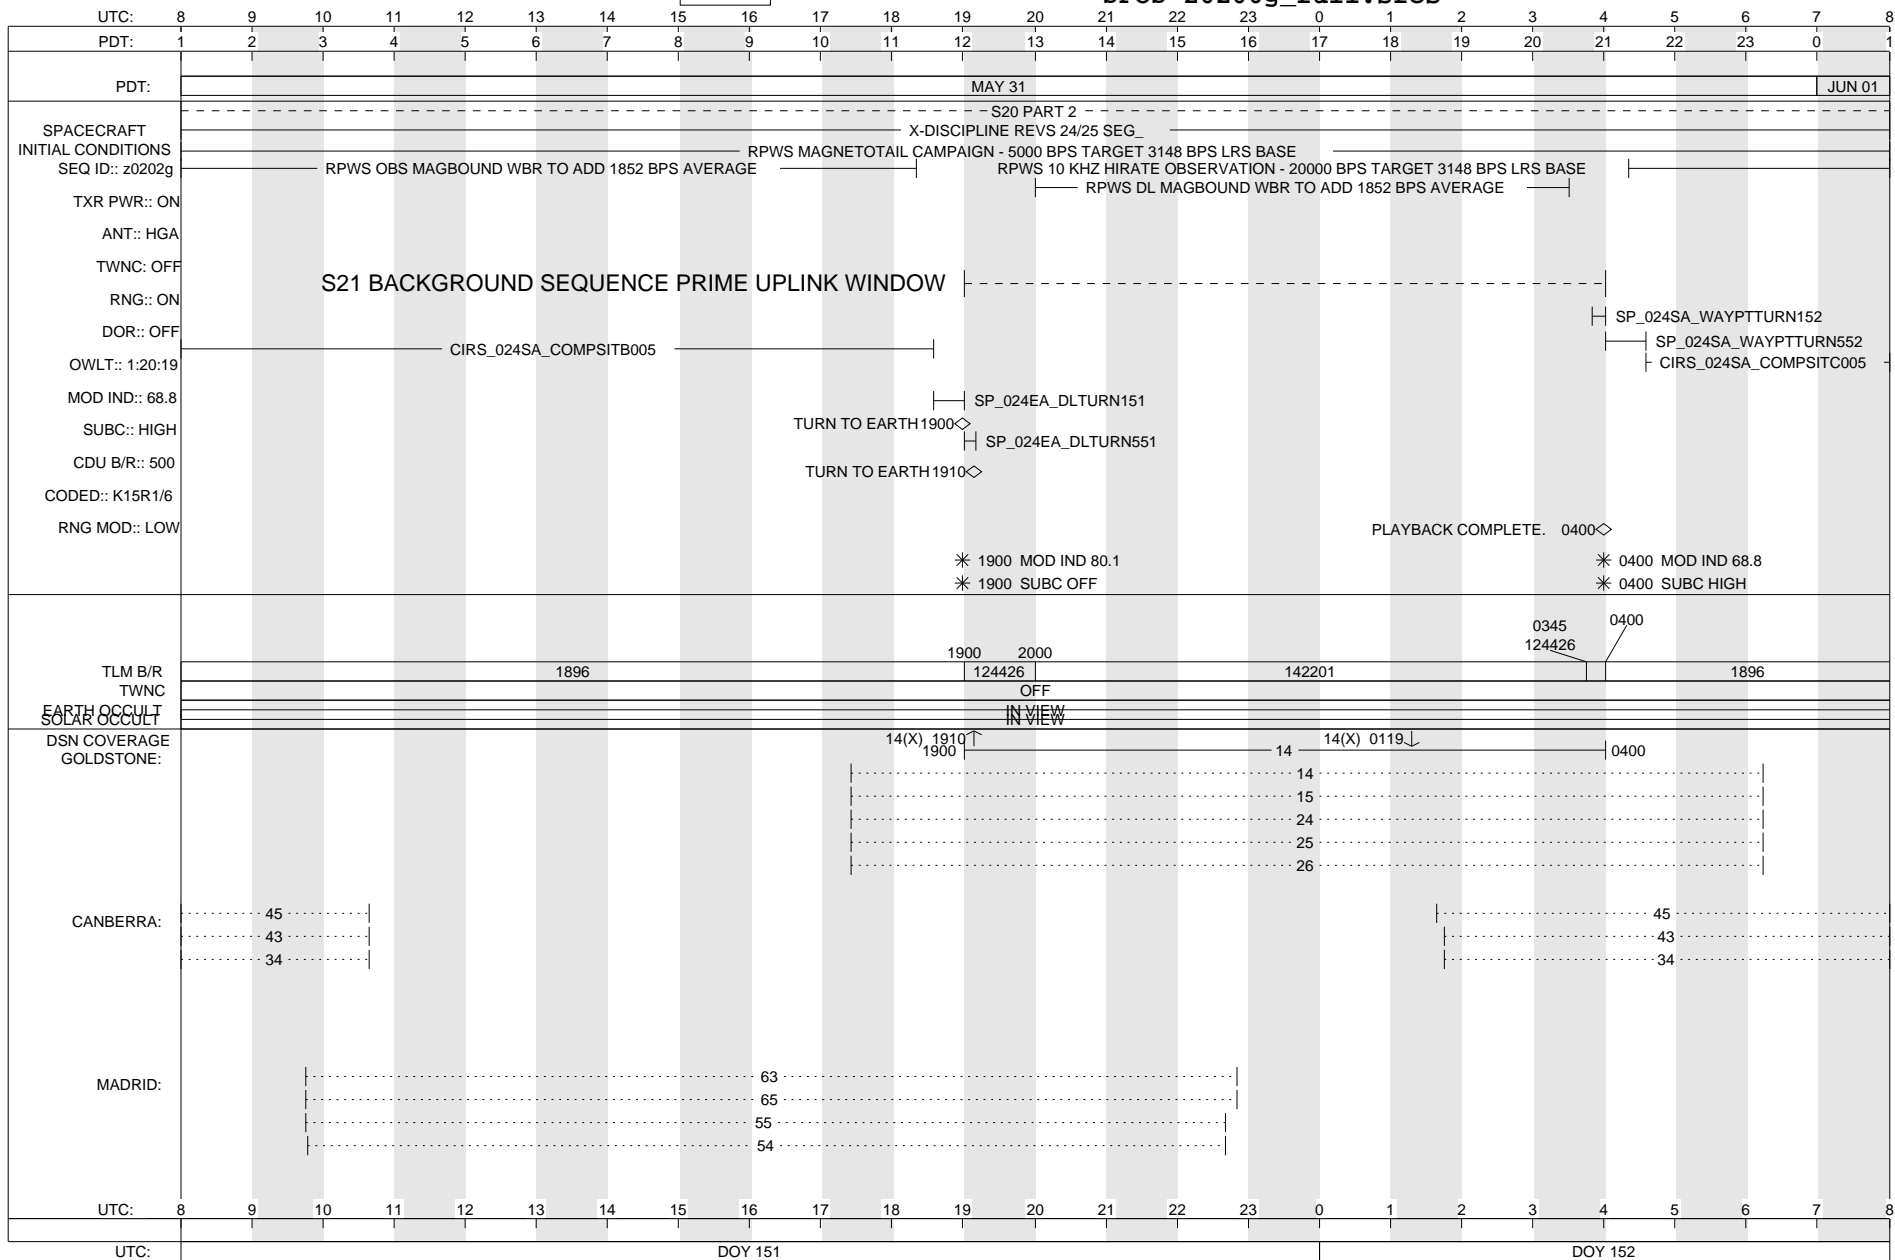 UTC: 8 9 10 11 12 13 14 15 16 17 18 19 20 21 22 23 0 1 2 3 4 5 6 7 8
PDT: 1 2 3 4 5 6 7 8 9 10 11 12 13 14 15 16 17 18 19 20 21 22 23 0 1
PDT: MAY 31 JUN 01
S20 PART 2
SPACECRAFT X-DISCIPLINE REVS 24/25 SEG_
INITIAL CONDITIONS RPWS MAGNETOTAIL CAMPAIGN - 5000 BPS TARGET 3148 BPS LRS BASE
SEQ ID:: z0202g RPWS OBS MAGBOUND WBR TO ADD 1852 BPS AVERAGE RPWS 10 KHZ HIRATE OBSERVATION - 20000 BPS TARGET 3148 BPS LRS BASE
RPWS DL MAGBOUND WBR TO ADD 1852 BPS AVERAGE
TXR PWR:: ON
ANT:: HGA
TWNC: OFF
S21 BACKGROUND SEQUENCE PRIME UPLINK WINDOW
RNG:: ON
SP_024SA_WAYPTTURN152
DOR:: OFF
SP_024SA_WAYPTTURN552
CIRS_024SA_COMPSITB005
OWLT:: 1:20:19 CIRS_024SA_COMPSITC005
MOD IND:: 68.8 SP_024EA_DLTURN151
TURN TO EARTH 1900
SUBC:: HIGH
SP_024EA_DLTURN551
CDU B/R:: 500
TURN TO EARTH 1910
CODED:: K15R1/6
RNG MOD:: LOW PLAYBACK COMPLETE. 0400
1900 MOD IND 80.1 0400 MOD IND 68.8
1900 SUBC OFF 0400 SUBC HIGH
0345 0400
124426
1900 2000
TLM B/R 1896 124426 142201 1896
TWNC OFF
EARTH OCCULT IN VIEW
SOLAR OCCULT IN VIEW
DSN COVERAGE 14(X) 1910 14(X) 0119
GOLDSTONE: 1900 14 0400
14
15
24
25
26
CANBERRA: 45 45
43 43
34 34
MADRID: 63
65
55
54
UTC: 8 9 10 11 12 13 14 15 16 17 18 19 20 21 22 23 0 1 2 3 4 5 6 7 8
UTC: DOY 151 DOY 152